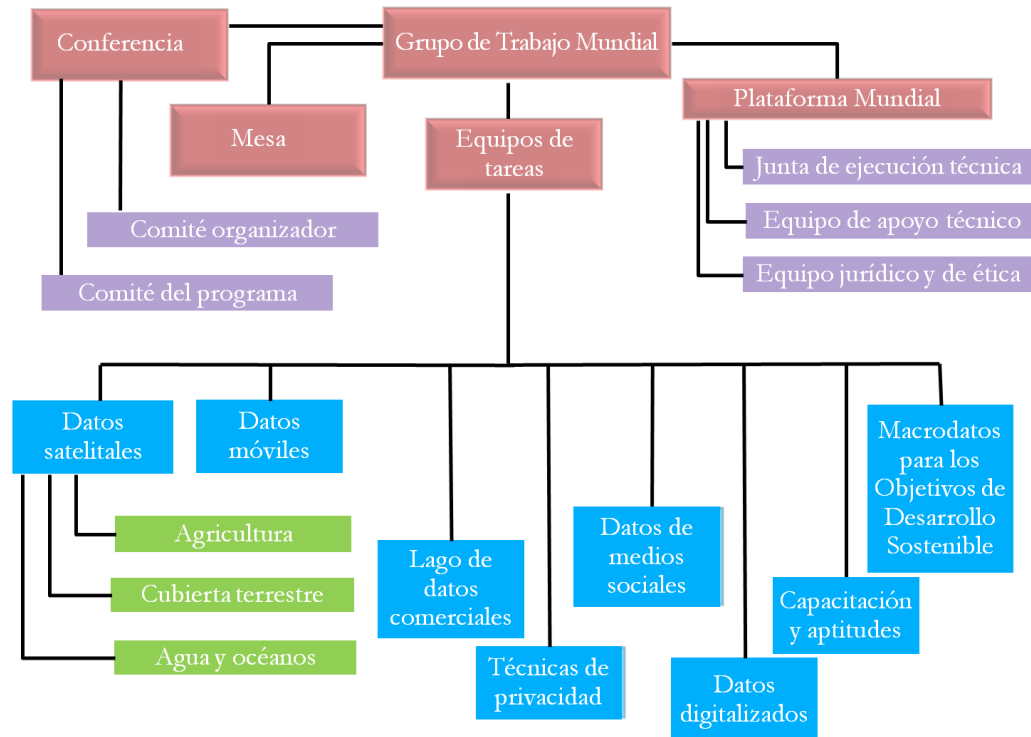 Conferencia
Grupo de Trabajo Mundial
Plataforma Mundial
Mesa
Equipos de
tareas
Junta de ejecución técnica
Equipo de apoyo técnico
Equipo jurídico y de ética
Comité organizador
Comité del programa
Datos
satelitales
Datos
móviles
Macrodatos
para los
Objetivos de
Desarrollo
Sostenible
Agricultura
Cubierta terrestre
Agua y océanos
Lago de
datos
comerciales
Datos de
medios
sociales
Capacitación
y aptitudes
Técnicas de
privacidad
Datos
digitalizados